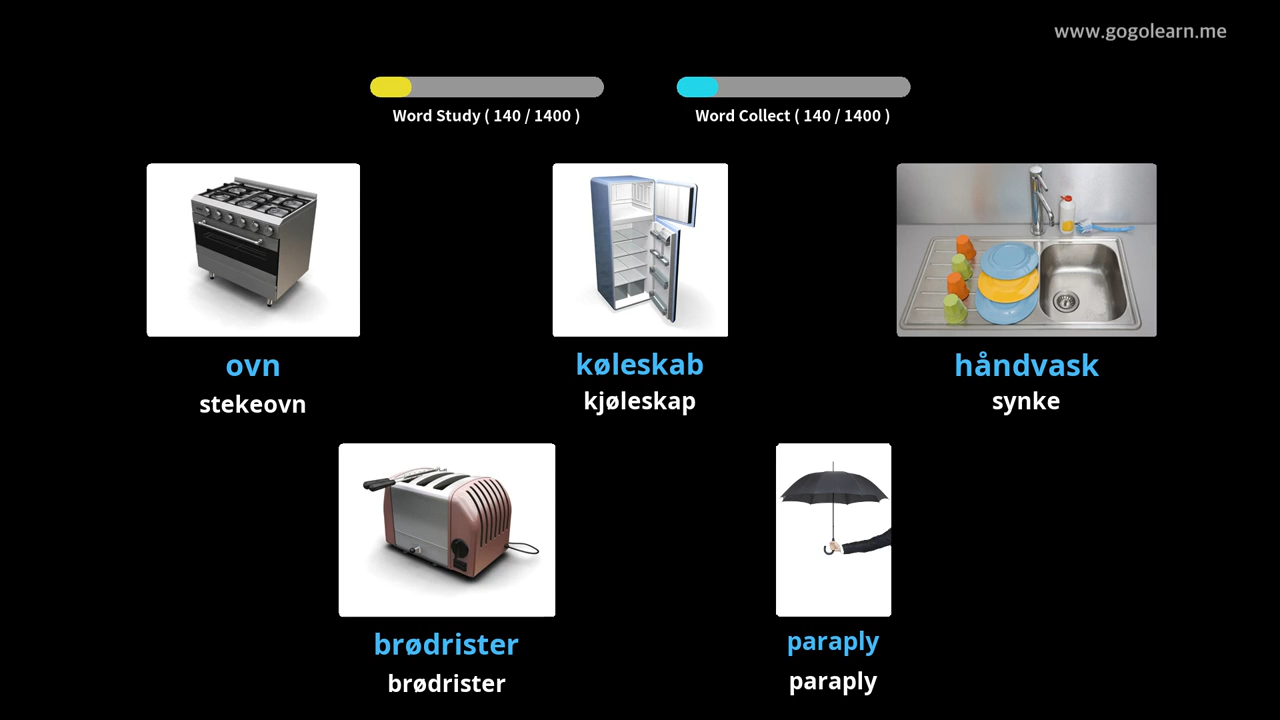 www.gogolearn.me
Word Study ( 140 / 1400 )
Word Collect ( 140 / 1400 )
ovn
stekeovn
køleskab
kjøleskap
håndvask
synke
brødrister
brødrister
paraply
paraply